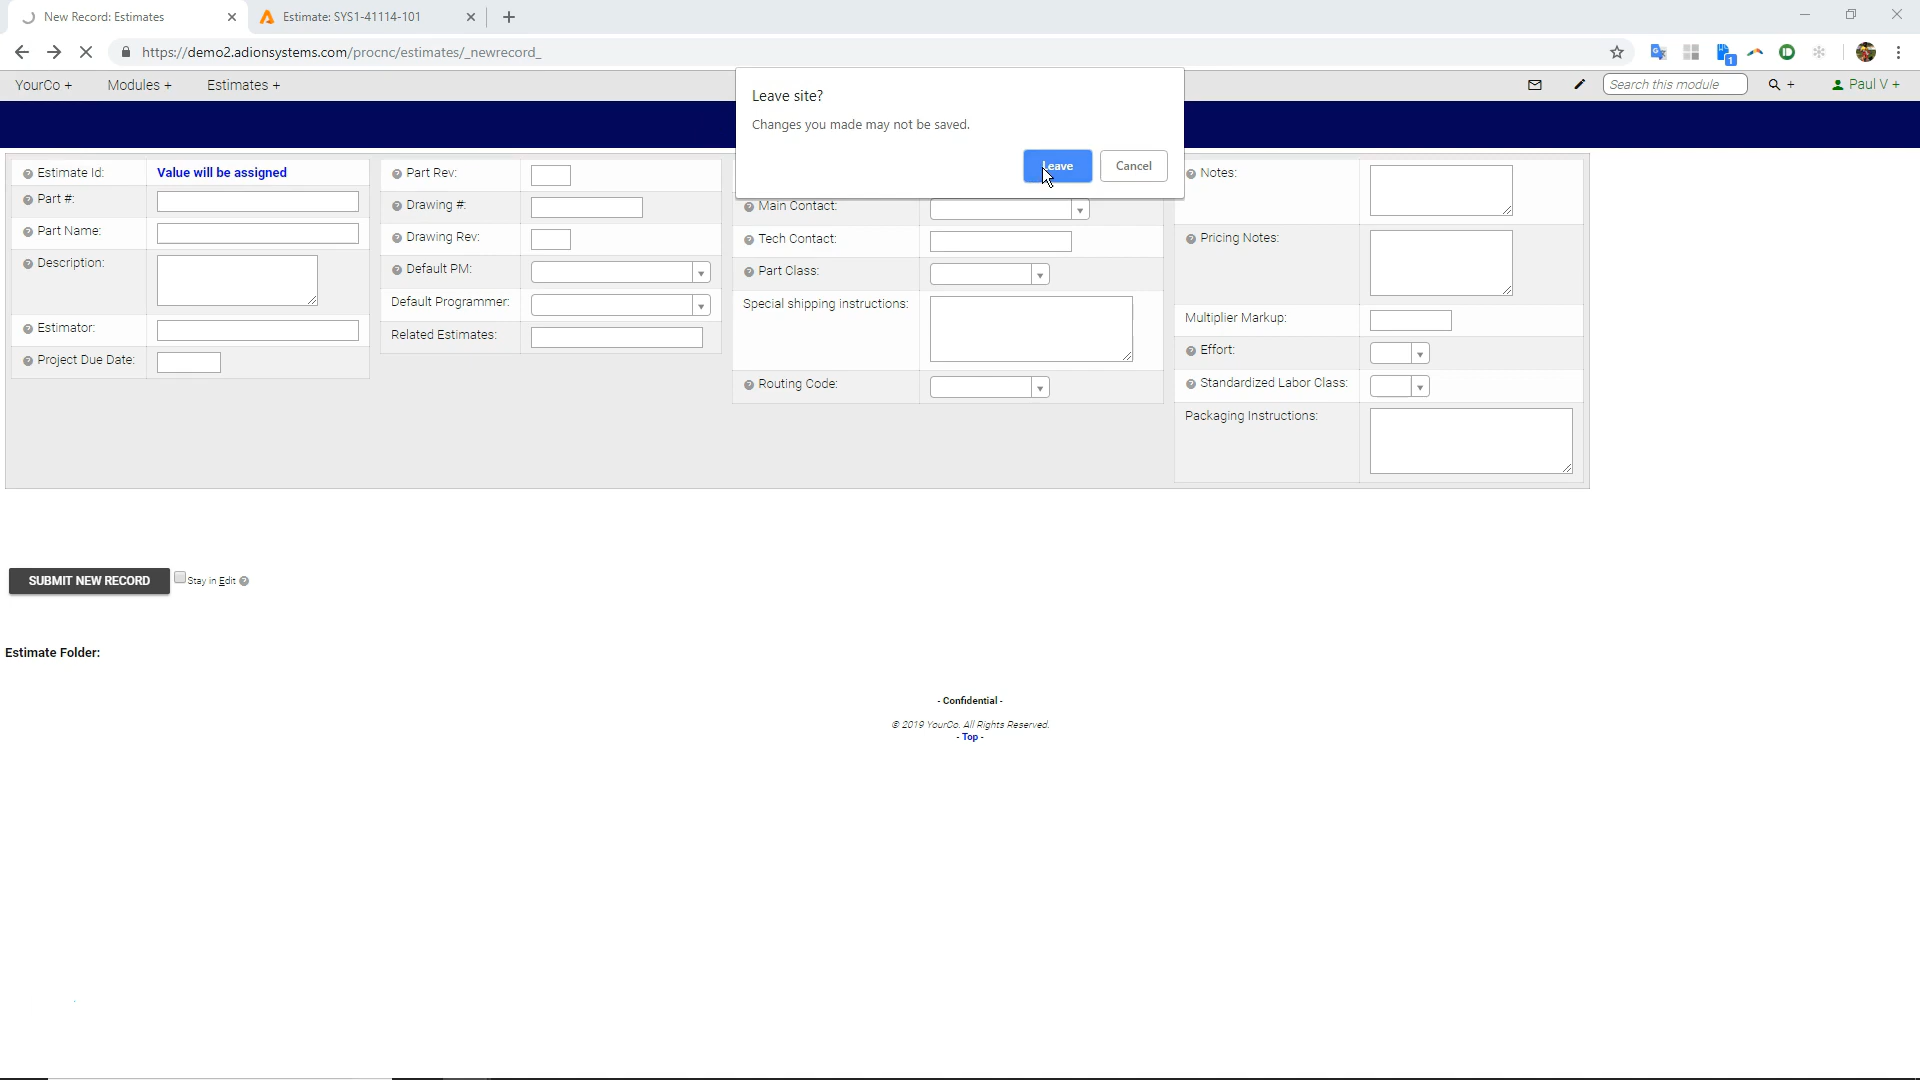 New Record: Estimates
Estimate: SYS1-41114-101
https://demo2.adionsystems.com/procnc/estimates/_newrecord_
1
YourCo +
Modules +
Estimates +
Search this module
+
Paul V +
Leave site?
Changes you made may not be saved.
Leave
Cancel
Estimate Id:
Value will be assigned
Part #:
Part Name:
Description:
Estimator:
Project Due Date:
Part Rev:
Drawing #:
Drawing Rev:
Default PM:
Default Programmer:
Related Estimates:
Main Contact:
Tech Contact:
Part Class:
Special shipping instructions:
Routing Code:
Notes:
Pricing Notes:
Multiplier Markup:
Effort:
Standardized Labor Class:
Packaging Instructions:
SUBMIT NEW RECORD
Stay in Edit
Estimate Folder:
- Confidential -
© 2019 YourCo. All Rights Reserved.
- Top -